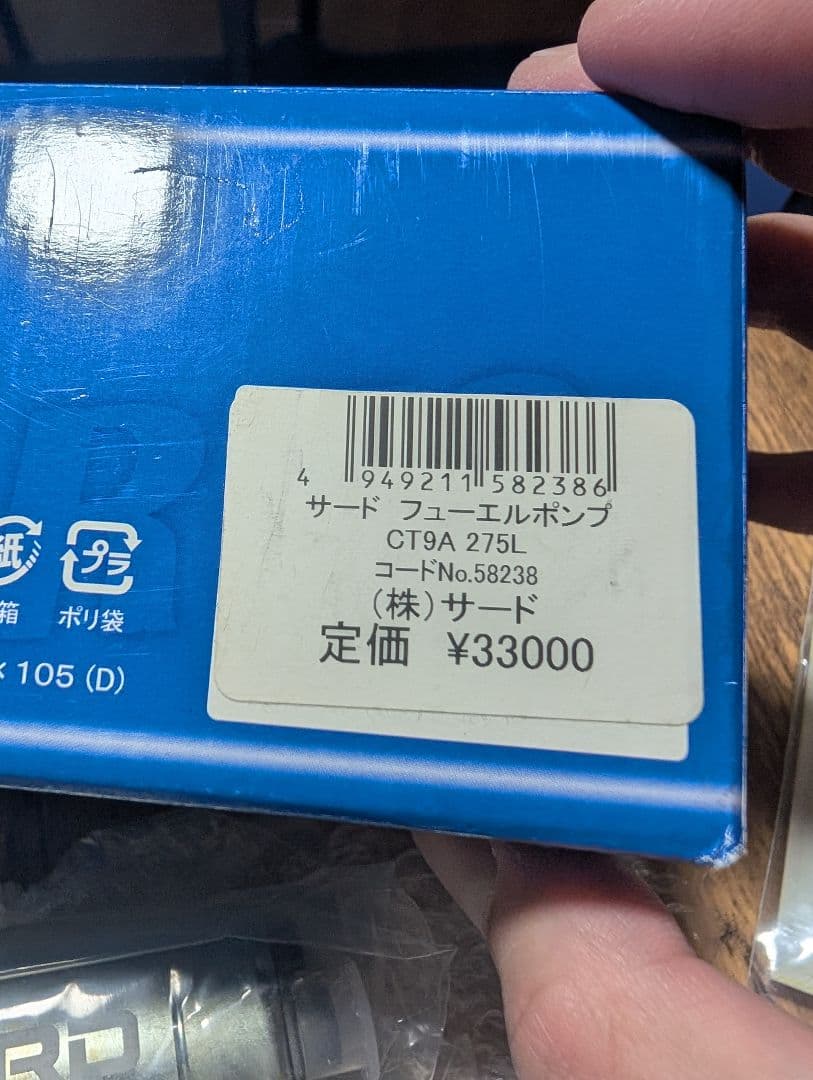 4 949211 582386
サード フューエルポンプ
CT9A 275L
コードNo.58238
(株)サード
定価 ¥33000
紙 プラ
箱 ポリ袋
× 105 (D)
R
RD